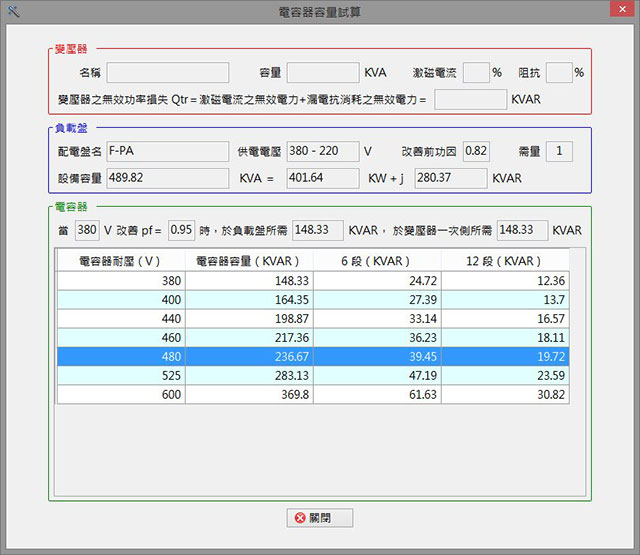 電容器容量試算
變壓器
名稱 容量 KVA 激磁電流 % 阻抗 %
變壓器之無效功率損失 Qtr = 激磁電流之無效電力+漏電抗消耗之無效電力 = KVAR
負載盤
配電盤名 F-PA 供電電壓 380 - 220 V 改善前功因 0.82 需量 1
設備容量 489.82 KVA = 401.64 KW + j 280.37 KVAR
電容器
當 380 V 改善 pf = 0.95 時，於負載盤所需 148.33 KVAR， 於變壓器一次側所需 148.33 KVAR
電容器耐壓 ( V ) 電容器容量 ( KVAR ) 6 段 ( KVAR ) 12 段 ( KVAR )
380 148.33 24.72 12.36
400 164.35 27.39 13.7
440 198.87 33.14 16.57
460 217.36 36.23 18.11
480 236.67 39.45 19.72
525 283.13 47.19 23.59
600 369.8 61.63 30.82
關閉